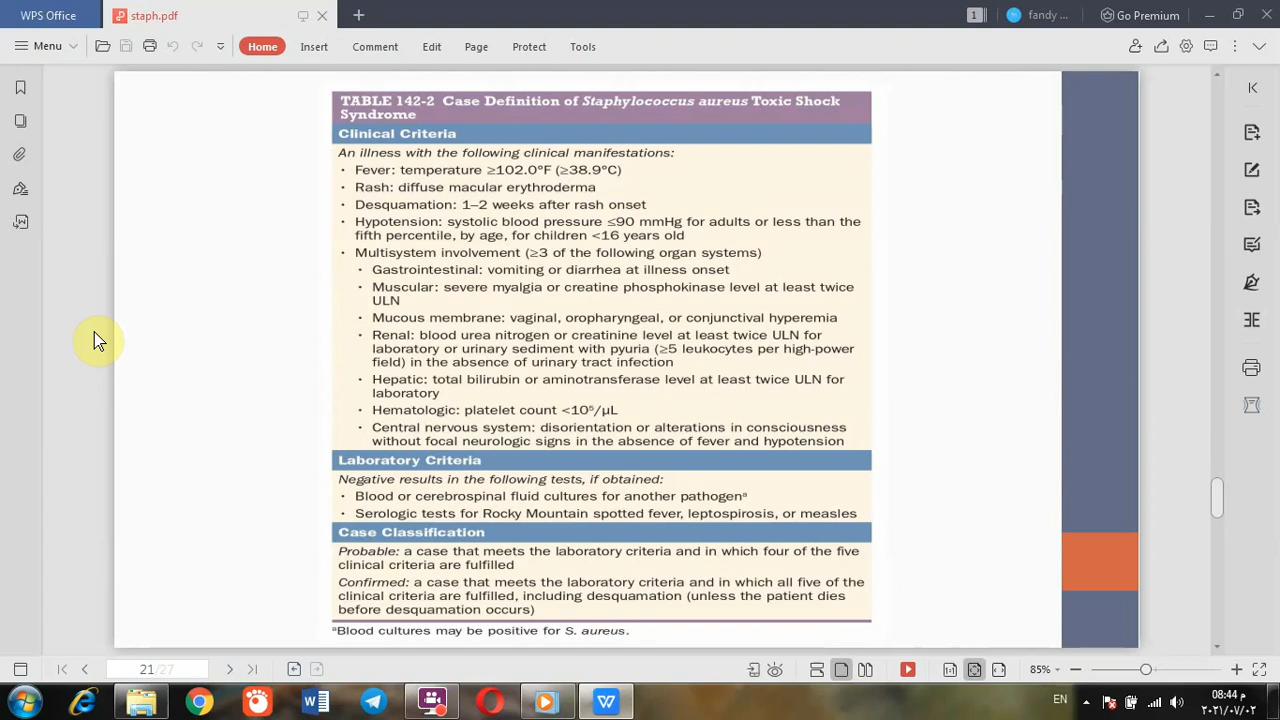 WPS Office
staph.pdf
1
fandy ...
Go Premium
Menu
Home
Insert
Comment
Edit
Page
Protect
Tools
TABLE 142-2 Case Definition of Staphylococcus aureus Toxic Shock
Syndrome
Clinical Criteria
An illness with the following clinical manifestations:
• Fever: temperature ≥102.0°F (≥38.9°C)
• Rash: diffuse macular erythroderma
• Desquamation: 1–2 weeks after rash onset
• Hypotension: systolic blood pressure ≤90 mmHg for adults or less than the
fifth percentile, by age, for children <16 years old
• Multisystem involvement (≥3 of the following organ systems)
• Gastrointestinal: vomiting or diarrhea at illness onset
• Muscular: severe myalgia or creatine phosphokinase level at least twice
ULN
• Mucous membrane: vaginal, oropharyngeal, or conjunctival hyperemia
• Renal: blood urea nitrogen or creatinine level at least twice ULN for
laboratory or urinary sediment with pyuria (≥5 leukocytes per high-power
field) in the absence of urinary tract infection
• Hepatic: total bilirubin or aminotransferase level at least twice ULN for
laboratory
• Hematologic: platelet count <10⁵/μL
• Central nervous system: disorientation or alterations in consciousness
without focal neurologic signs in the absence of fever and hypotension
Laboratory Criteria
Negative results in the following tests, if obtained:
• Blood or cerebrospinal fluid cultures for another pathogenᵃ
• Serologic tests for Rocky Mountain spotted fever, leptospirosis, or measles
Case Classification
Probable: a case that meets the laboratory criteria and in which four of the five
clinical criteria are fulfilled
Confirmed: a case that meets the laboratory criteria and in which all five of the
clinical criteria are fulfilled, including desquamation (unless the patient dies
before desquamation occurs)
ᵃBlood cultures may be positive for S. aureus.
21/27
85%
EN
08:44 م
٢٠٢١/٠٧/٠٢